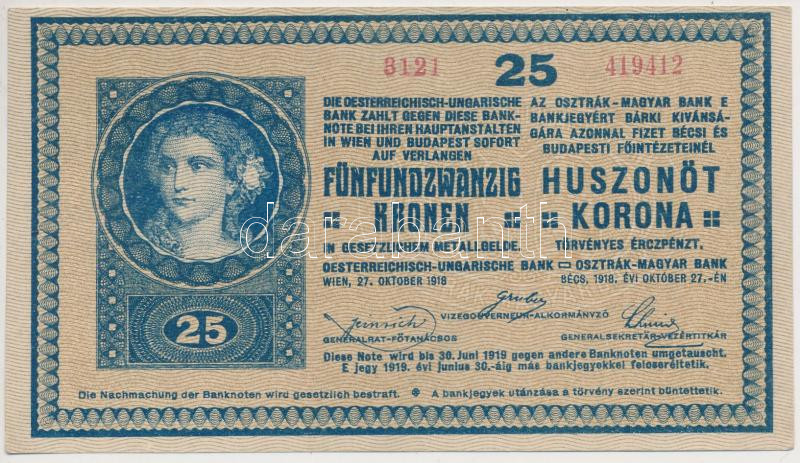 3121 25 419412
DIE OESTERREICHISCH-UNGARISCHE
BANK ZAHLT GEGEN DIESE BANK-
NOTE BEI IHREN HAUPTANSTALTEN
IN WIEN UND BUDAPEST SOFORT
AUF VERLANGEN
FÜNFUNDZWANZIG
KRONEN
IN GESEZLICHEM METALLGELDE.
OESTERREICHISCH-UNGARISCHE BANK
WIEN, 27. OKTOBER 1918
AZ OSZTRÁK-MAGYAR BANK E
BANKJEGYÉRT BÁRKI KIVÁNSÁ-
GÁRA AZONNAL FIZET BÉCSI ÉS
BUDAPESTI FŐINTÉZETEINÉL
HUSZONÖT
KORONA
TÖRVÉNYES ÉRCZPÉNZT.
OSZTRÁK-MAGYAR BANK
BÉCS, 1918. ÉVI OKTÓBER 27.-ÉN
darabanth
Gruber
VIZEGOUVERNEUR-ALKORMÁNYZÓ
GENERALRAT-FŐTANÁCSOS
GENERALSEKRETÄR-VEZÉRTITKÁR
25
Diese Note wird bis 30. Juni 1919 gegen andere Banknoten umgetauscht.
E jegy 1919. évi junius 30.-áig más bankjegyekkel felcseréltetik.
Die Nachmachung der Banknoten wird gesetzlich bestraft. A bankjegyek utánzása a törvény szerint büntettetik.